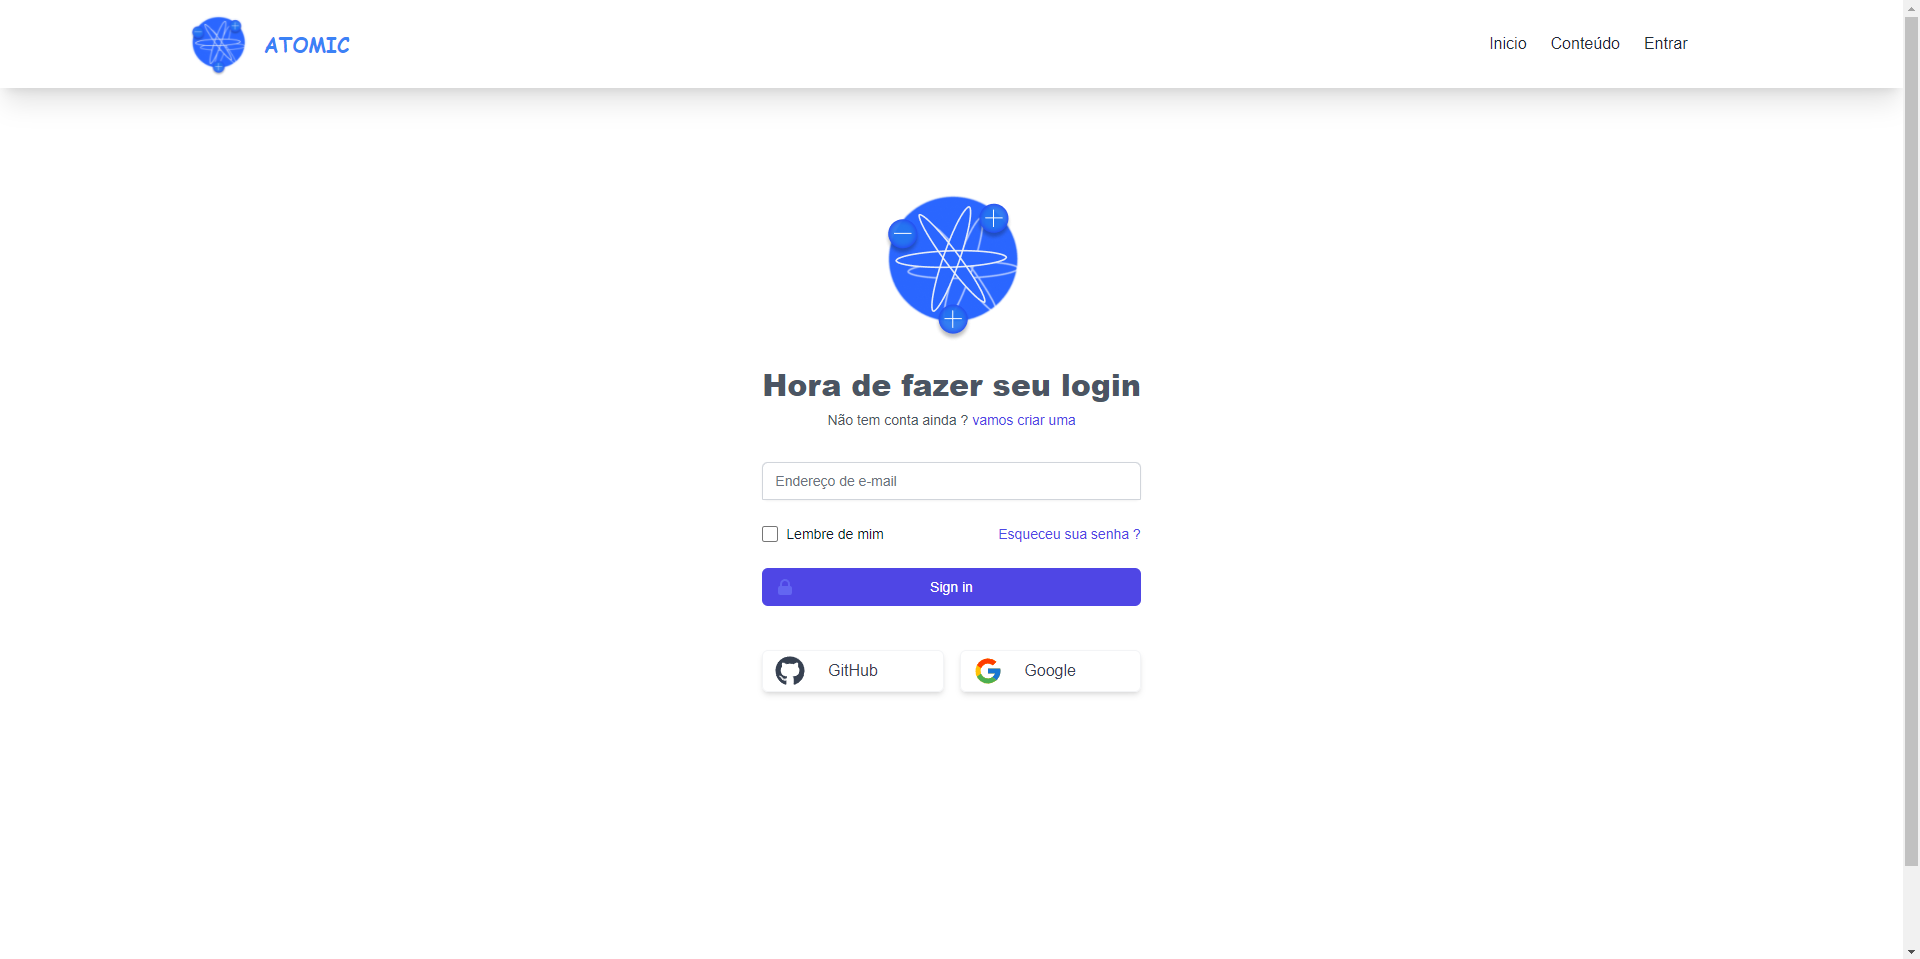 ATOMIC
Inicio Conteúdo Entrar
Hora de fazer seu login
Não tem conta ainda ? vamos criar uma
Endereço de e-mail
Lembre de mim Esqueceu sua senha ?
Sign in
GitHub Google